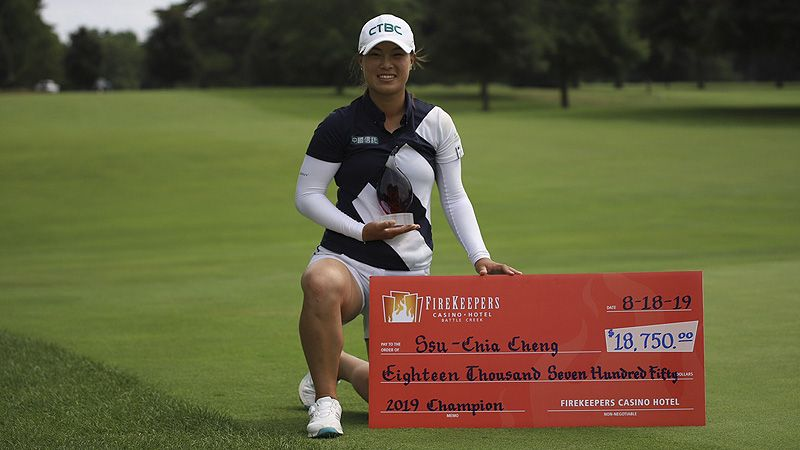 CTBC
中國信託
FIREKEEPERS
CASINO • HOTEL
BATTLE CREEK
DATE 8-18-19
PAY TO THE
ORDER OF Ssu-Chia Cheng $18,750.00
Eighteen Thousand Seven Hundred Fifty DOLLARS
2019 Champion
MEMO
FIREKEEPERS CASINO HOTEL
NON-NEGOTIABLE